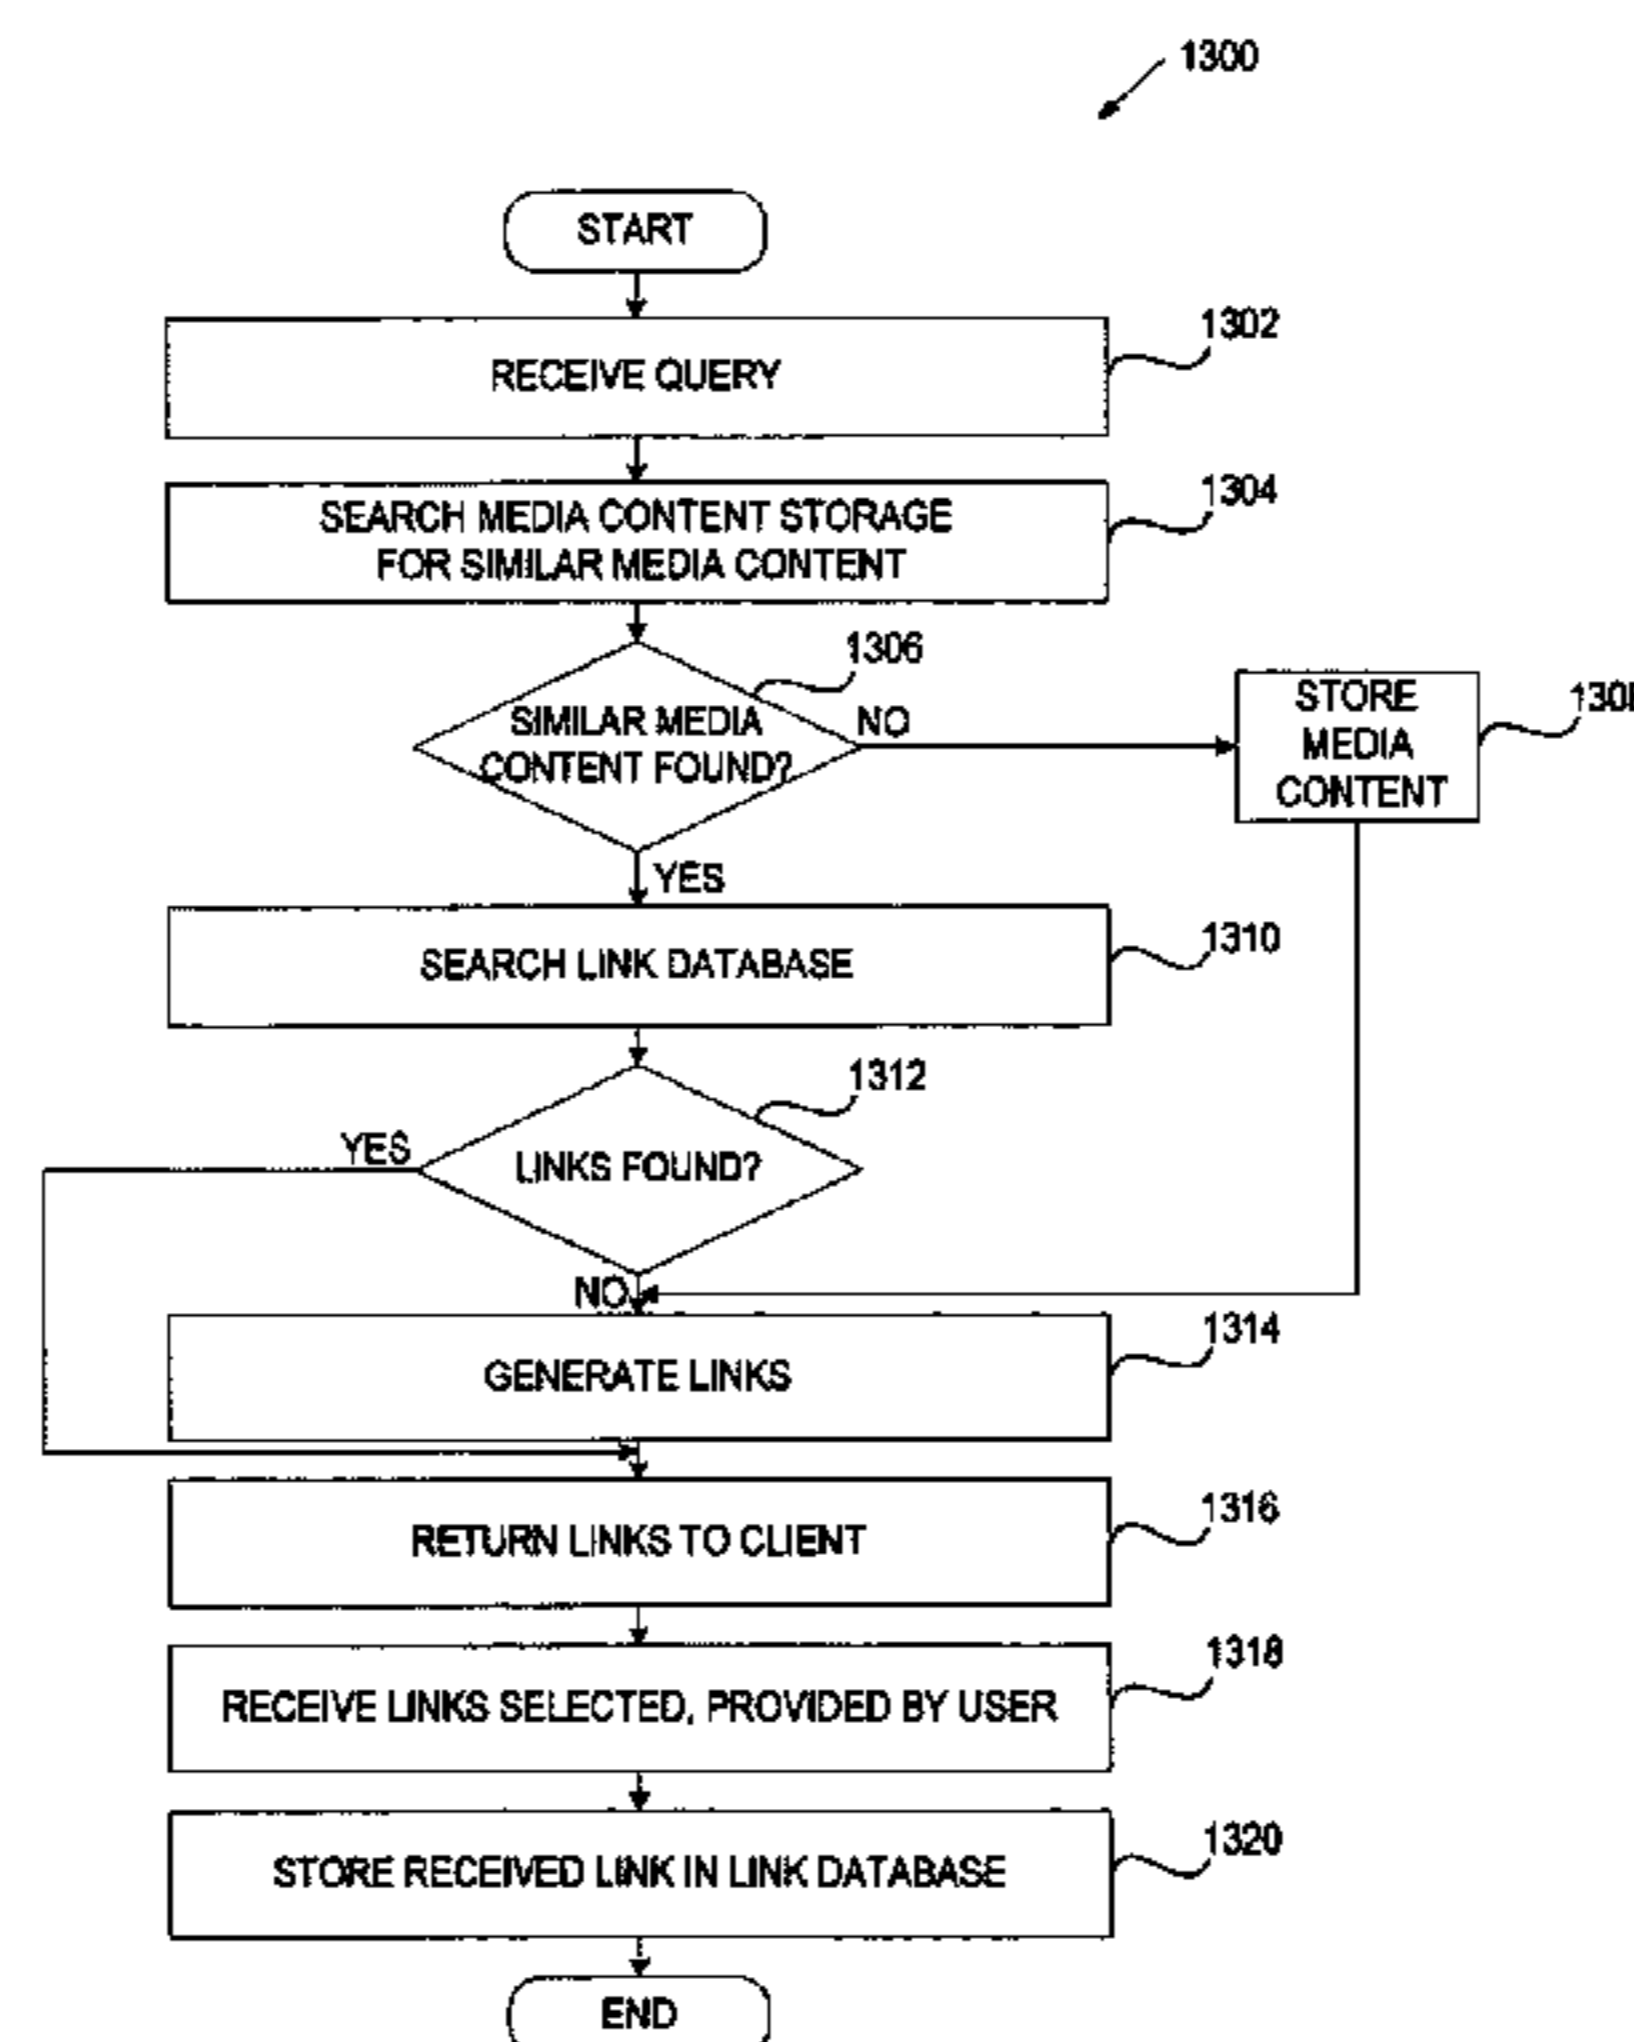 1300
START
1302
RECEIVE QUERY
1304
SEARCH MEDIA CONTENT STORAGE
FOR SIMILAR MEDIA CONTENT
1306
SIMILAR MEDIA
CONTENT FOUND?
NO
STORE
MEDIA
CONTENT
YES
1310
SEARCH LINK DATABASE
1312
YES
LINKS FOUND?
NO
1314
GENERATE LINKS
1316
RETURN LINKS TO CLIENT
1318
RECEIVE LINKS SELECTED, PROVIDED BY USER
1320
STORE RECEIVED LINK IN LINK DATABASE
END